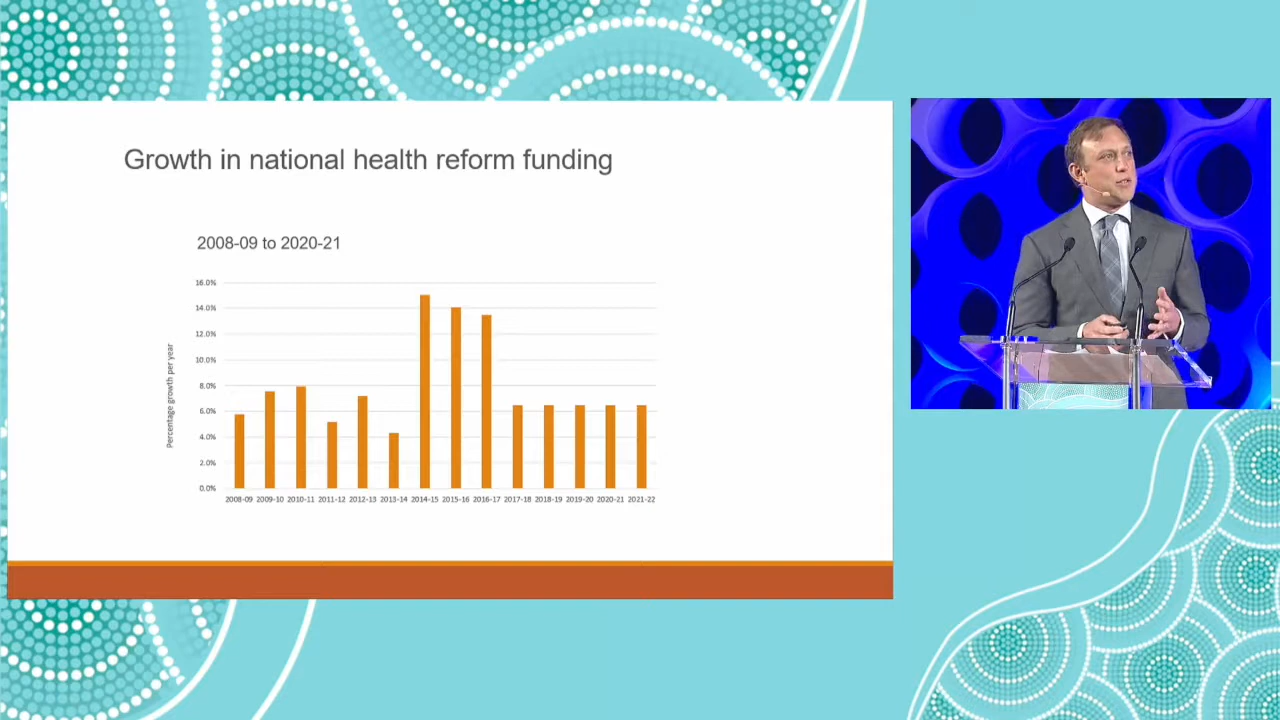 Growth in national health reform funding
2008-09 to 2020-21
16.0%
14.0%
12.0%
10.0%
8.0%
6.0%
4.0%
2.0%
0.0%
Percentage growth per year
2008-09 2009-10 2010-11 2011-12 2012-13 2013-14 2014-15 2015-16 2016-17 2017-18 2018-19 2019-20 2020-21 2021-22